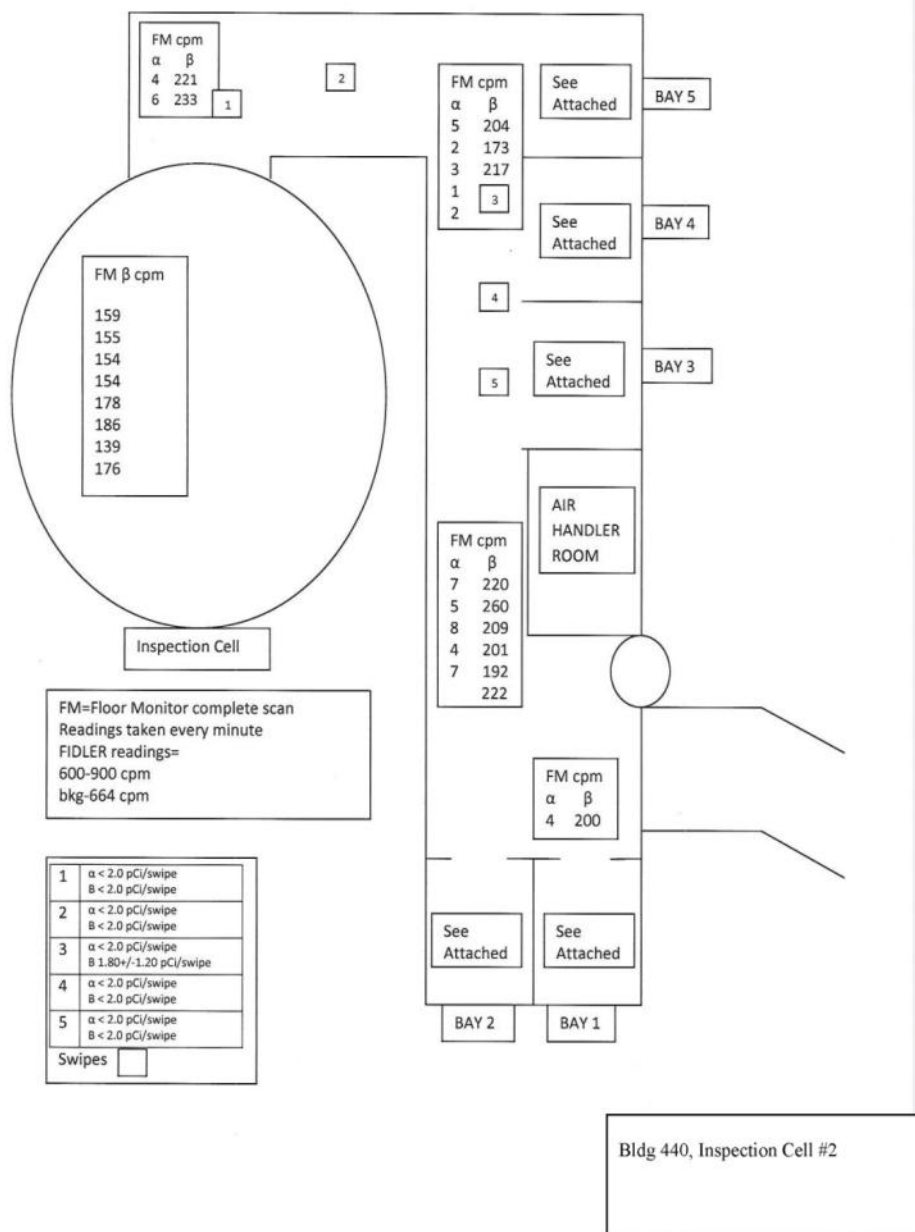 FM cpm
α β
4 221
6 233
1
2
FM cpm
α β
5 204
2 173
3 217
1
2
3
See
Attached
BAY 5
See
Attached
BAY 4
4
See
Attached
BAY 3
5
FM β cpm
159
155
154
154
178
186
139
176
AIR
HANDLER
ROOM
FM cpm
α β
7 220
5 260
8 209
4 201
7 192
222
Inspection Cell
FM=Floor Monitor complete scan
Readings taken every minute
FIDLER readings=
600-900 cpm
bkg-664 cpm
FM cpm
α β
4 200
1 α < 2.0 pCi/swipe
B < 2.0 pCi/swipe
2 α < 2.0 pCi/swipe
B < 2.0 pCi/swipe
3 α < 2.0 pCi/swipe
B 1.80+/-1.20 pCi/swipe
4 α < 2.0 pCi/swipe
B < 2.0 pCi/swipe
5 α < 2.0 pCi/swipe
B < 2.0 pCi/swipe
Swipes
See
Attached
See
Attached
BAY 2
BAY 1
Bldg 440, Inspection Cell #2